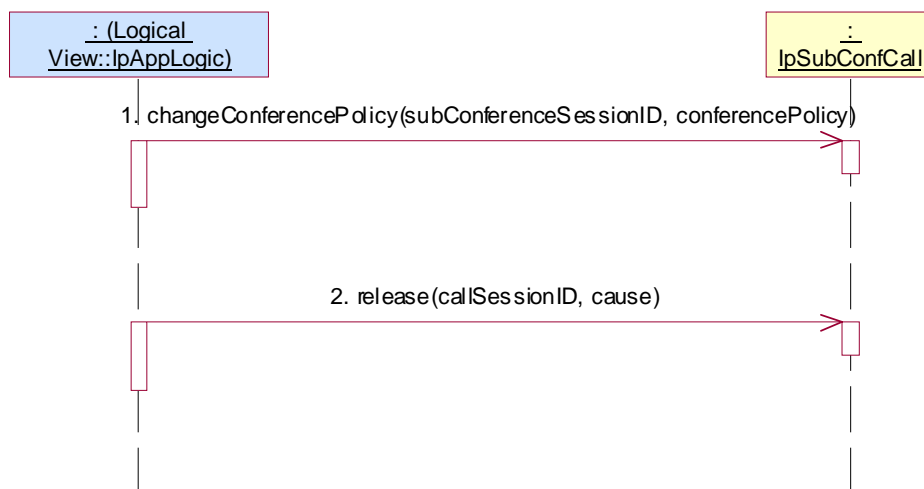 : (Logical
View::IpAppLogic)
:
IpSubConfCall
1. changeConferencePolicy(subConferenceSessionID, conferencePolicy)
2. release(callSessionID, cause)